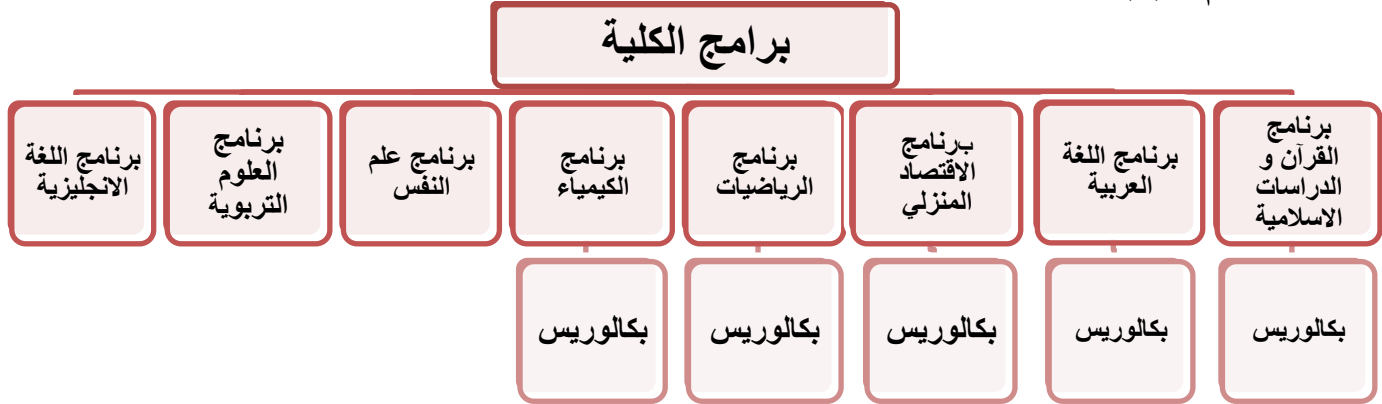 برامج الكلية
برنامج
القرآن و
الدراسات
الاسلامية
برنامج اللغة
العربية
برنامج
الاقتصاد
المنزلي
برنامج
الرياضيات
برنامج
الكيمياء
برنامج علم
النفس
برنامج
العلوم
التربوية
برنامج اللغة
الانجليزية
بكالوريس
بكالوريس
بكالوريس
بكالوريس
بكالوريس